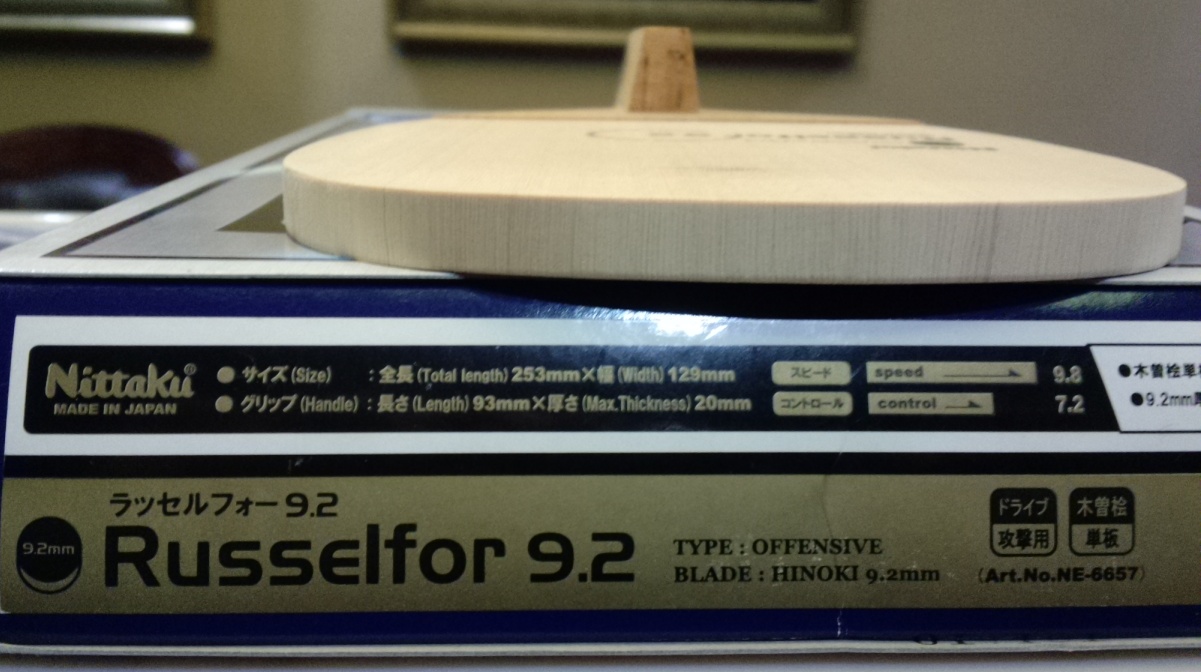 Nittaku®
MADE IN JAPAN
● サイズ(Size) : 全長(Total length) 253mm×幅(Width) 129mm
● グリップ(Handle) : 長さ(Length) 93mm×厚さ(Max.Thickness) 20mm
スピード speed 9.8
コントロール control 7.2
●木曽桧単
●9.2mm
ラッセルフォー 9.2
9.2mm
Russelfor 9.2
TYPE : OFFENSIVE
BLADE : HINOKI 9.2mm
ドライブ
攻撃用
木曽桧
単板
(Art.No.NE-6657)